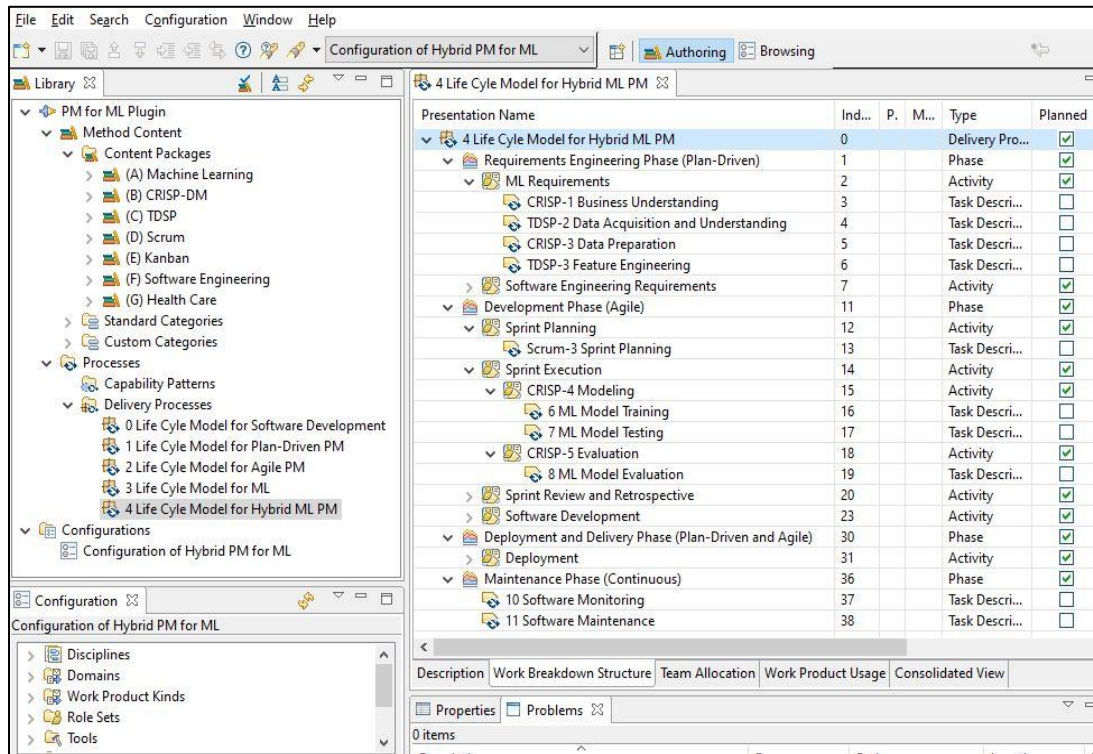 File Edit Search Configuration Window Help
Configuration of Hybrid PM for ML
Authoring Browsing
Library
PM for ML Plugin
Method Content
Content Packages
(A) Machine Learning
(B) CRISP-DM
(C) TDSP
(D) Scrum
(E) Kanban
(F) Software Engineering
(G) Health Care
Standard Categories
Custom Categories
Processes
Capability Patterns
Delivery Processes
0 Life Cyle Model for Software Development
1 Life Cyle Model for Plan-Driven PM
2 Life Cyle Model for Agile PM
3 Life Cyle Model for ML
4 Life Cyle Model for Hybrid ML PM
Configurations
Configuration of Hybrid PM for ML
Configuration
Configuration of Hybrid PM for ML
Disciplines
Domains
Work Product Kinds
Role Sets
Tools
4 Life Cyle Model for Hybrid ML PM
Presentation Name Ind... P. M... Type Planned
4 Life Cyle Model for Hybrid ML PM 0 Delivery Pro...
Requirements Engineering Phase (Plan-Driven) 1 Phase
ML Requirements 2 Activity
CRISP-1 Business Understanding 3 Task Descri...
TDSP-2 Data Acquisition and Understanding 4 Task Descri...
CRISP-3 Data Preparation 5 Task Descri...
TDSP-3 Feature Engineering 6 Task Descri...
Software Engineering Requirements 7 Activity
Development Phase (Agile) 11 Phase
Sprint Planning 12 Activity
Scrum-3 Sprint Planning 13 Task Descri...
Sprint Execution 14 Activity
CRISP-4 Modeling 15 Activity
6 ML Model Training 16 Task Descri...
7 ML Model Testing 17 Task Descri...
CRISP-5 Evaluation 18 Activity
8 ML Model Evaluation 19 Task Descri...
Sprint Review and Retrospective 20 Activity
Software Development 23 Activity
Deployment and Delivery Phase (Plan-Driven and Agile) 30 Phase
Deployment 31 Activity
Maintenance Phase (Continuous) 36 Phase
10 Software Monitoring 37 Task Descri...
11 Software Maintenance 38 Task Descri...
Description Work Breakdown Structure Team Allocation Work Product Usage Consolidated View
Properties Problems
0 items